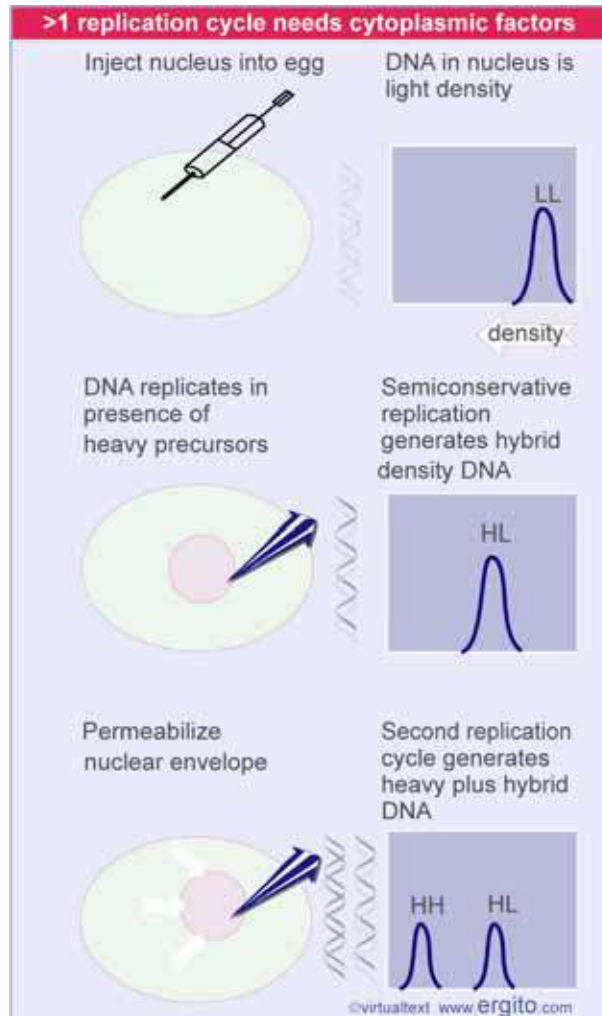 >1 replication cycle needs cytoplasmic factors
Inject nucleus into egg
DNA in nucleus is
light density
LL
density
DNA replicates in
presence of
heavy precursors
Semiconservative
replication
generates hybrid
density DNA
HL
Permeabilize
nuclear envelope
Second replication
cycle generates
heavy plus hybrid
DNA
HH
HL
©virtualtext www.ergito.com